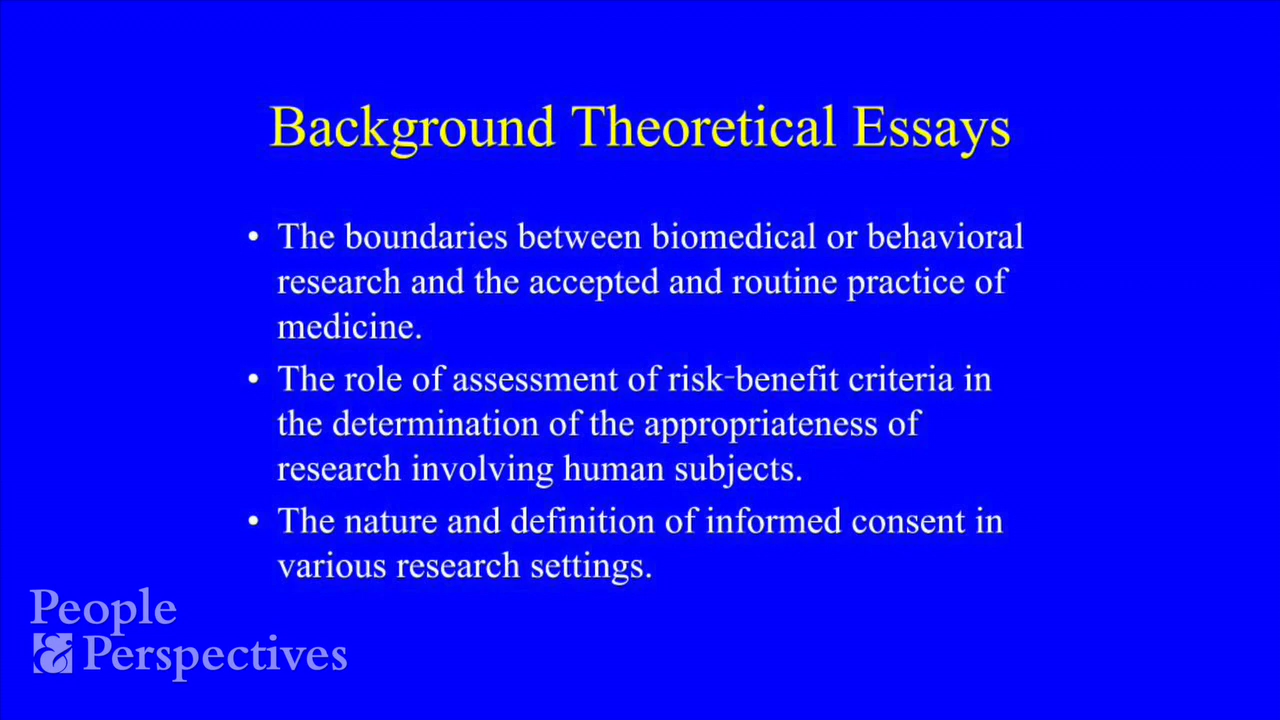 Background Theoretical Essays
• The boundaries between biomedical or behavioral
research and the accepted and routine practice of
medicine.
• The role of assessment of risk-benefit criteria in
the determination of the appropriateness of
research involving human subjects.
• The nature and definition of informed consent in
various research settings.
People
& Perspectives